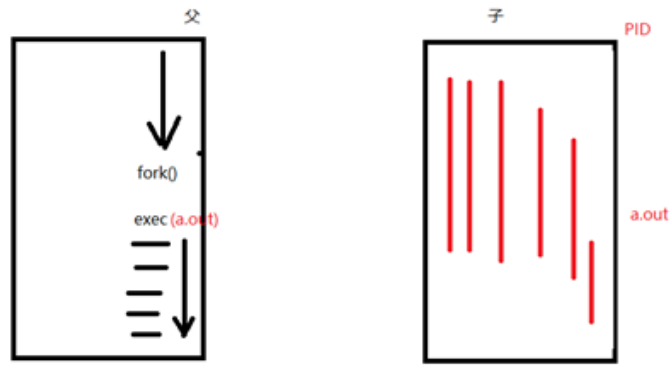 父
子
PID
fork()
exec (a.out)
a.out